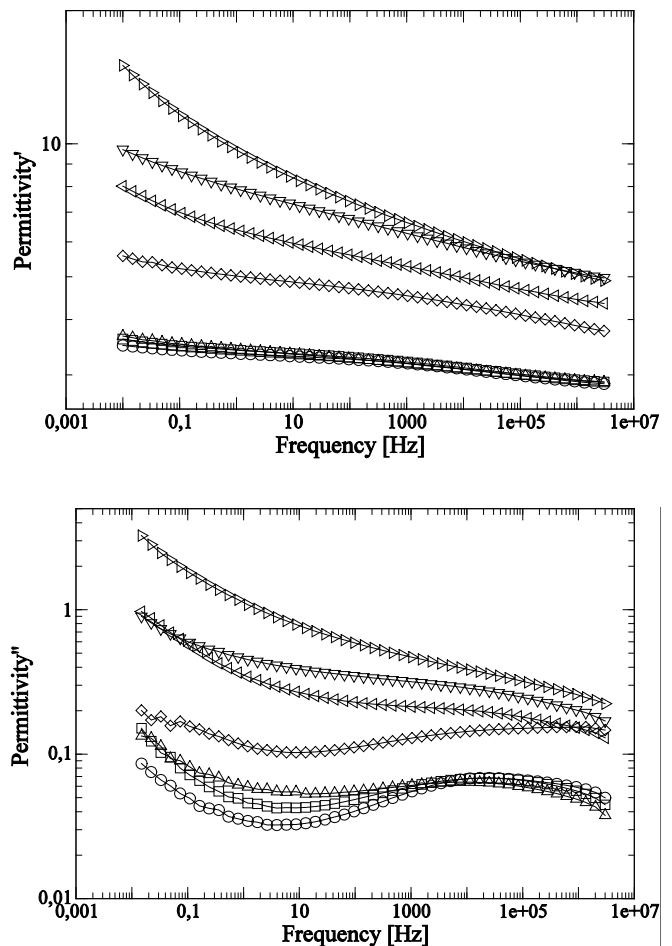 Permittivity'
10
0,001 0,1 10 1000 1e+05 1e+07
Frequency [Hz]
Permittivity"
1
0,1
0,01
0,001 0,1 10 1000 1e+05 1e+07
Frequency [Hz]